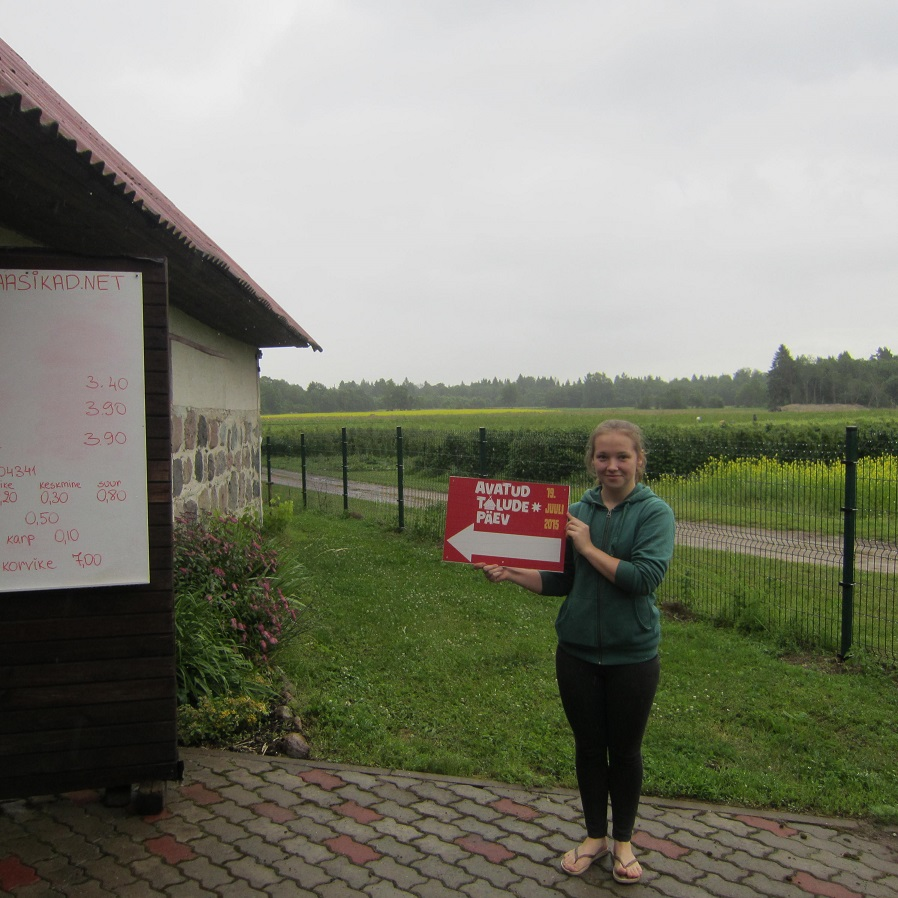 AASIKAD.NET
3.40
3.90
3.90
04341
KESKMINE SUUR
0,30 0,80
0,50
KARP 0,10
KORVIKE 7,00
AVATUD
TALUDE *
PÄEV
19.
JUULI
2015